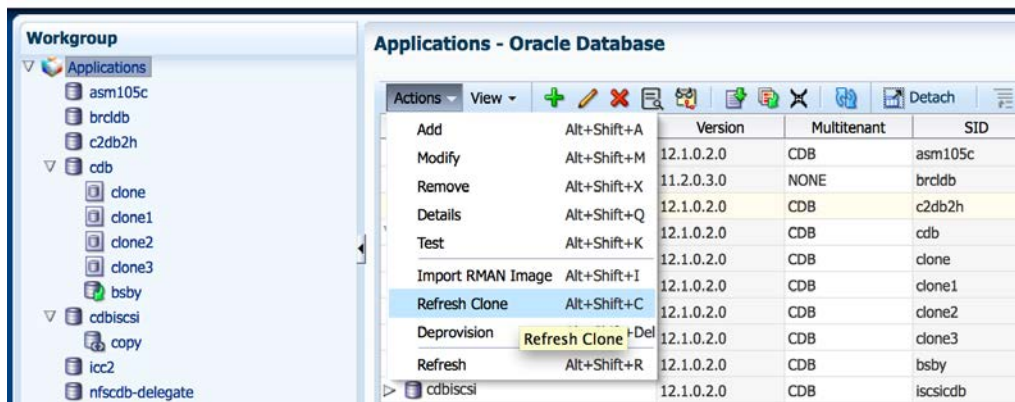 Workgroup
Applications
asm105c
brcldb
c2db2h
cdb
clone
clone1
clone2
clone3
bsby
cdbiscsi
copy
icc2
nfscdb-delegate
Applications - Oracle Database
Actions View Detach
Version Multitenant SID
Add Alt+Shift+A
Modify Alt+Shift+M
Remove Alt+Shift+X
Details Alt+Shift+Q
Test Alt+Shift+K
Import RMAN Image Alt+Shift+I
Refresh Clone Alt+Shift+C
Deprovision +Del
Refresh Clone
Refresh Alt+Shift+R
12.1.0.2.0 CDB asm105c
11.2.0.3.0 NONE brcldb
12.1.0.2.0 CDB c2db2h
12.1.0.2.0 CDB cdb
12.1.0.2.0 CDB clone
12.1.0.2.0 CDB clone1
12.1.0.2.0 CDB clone2
12.1.0.2.0 CDB clone3
12.1.0.2.0 CDB bsby
cdbiscsi 12.1.0.2.0 CDB iscsicdb